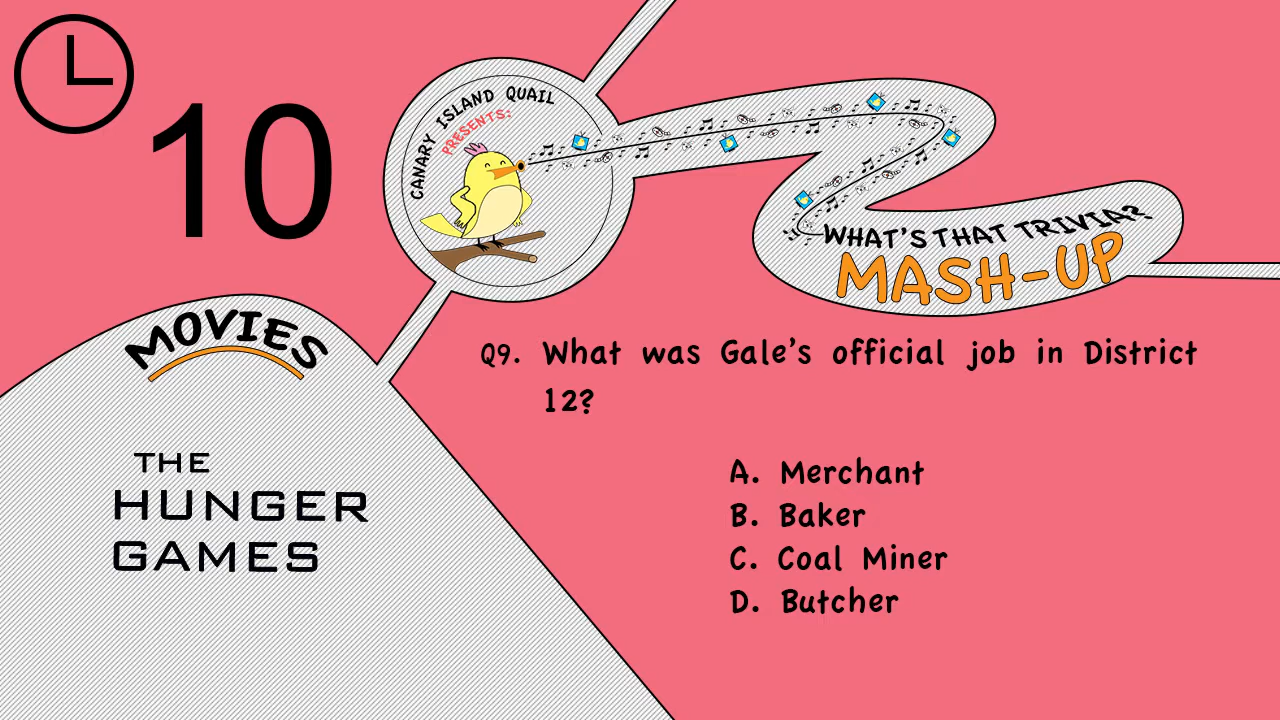 10
CANARY ISLAND QUAIL
PRESENTS:
WHAT'S THAT TRIVIA?
MASH-UP
MOVIES
THE
HUNGER
GAMES
Q9. What was Gale's official job in District
12?
A. Merchant
B. Baker
C. Coal Miner
D. Butcher